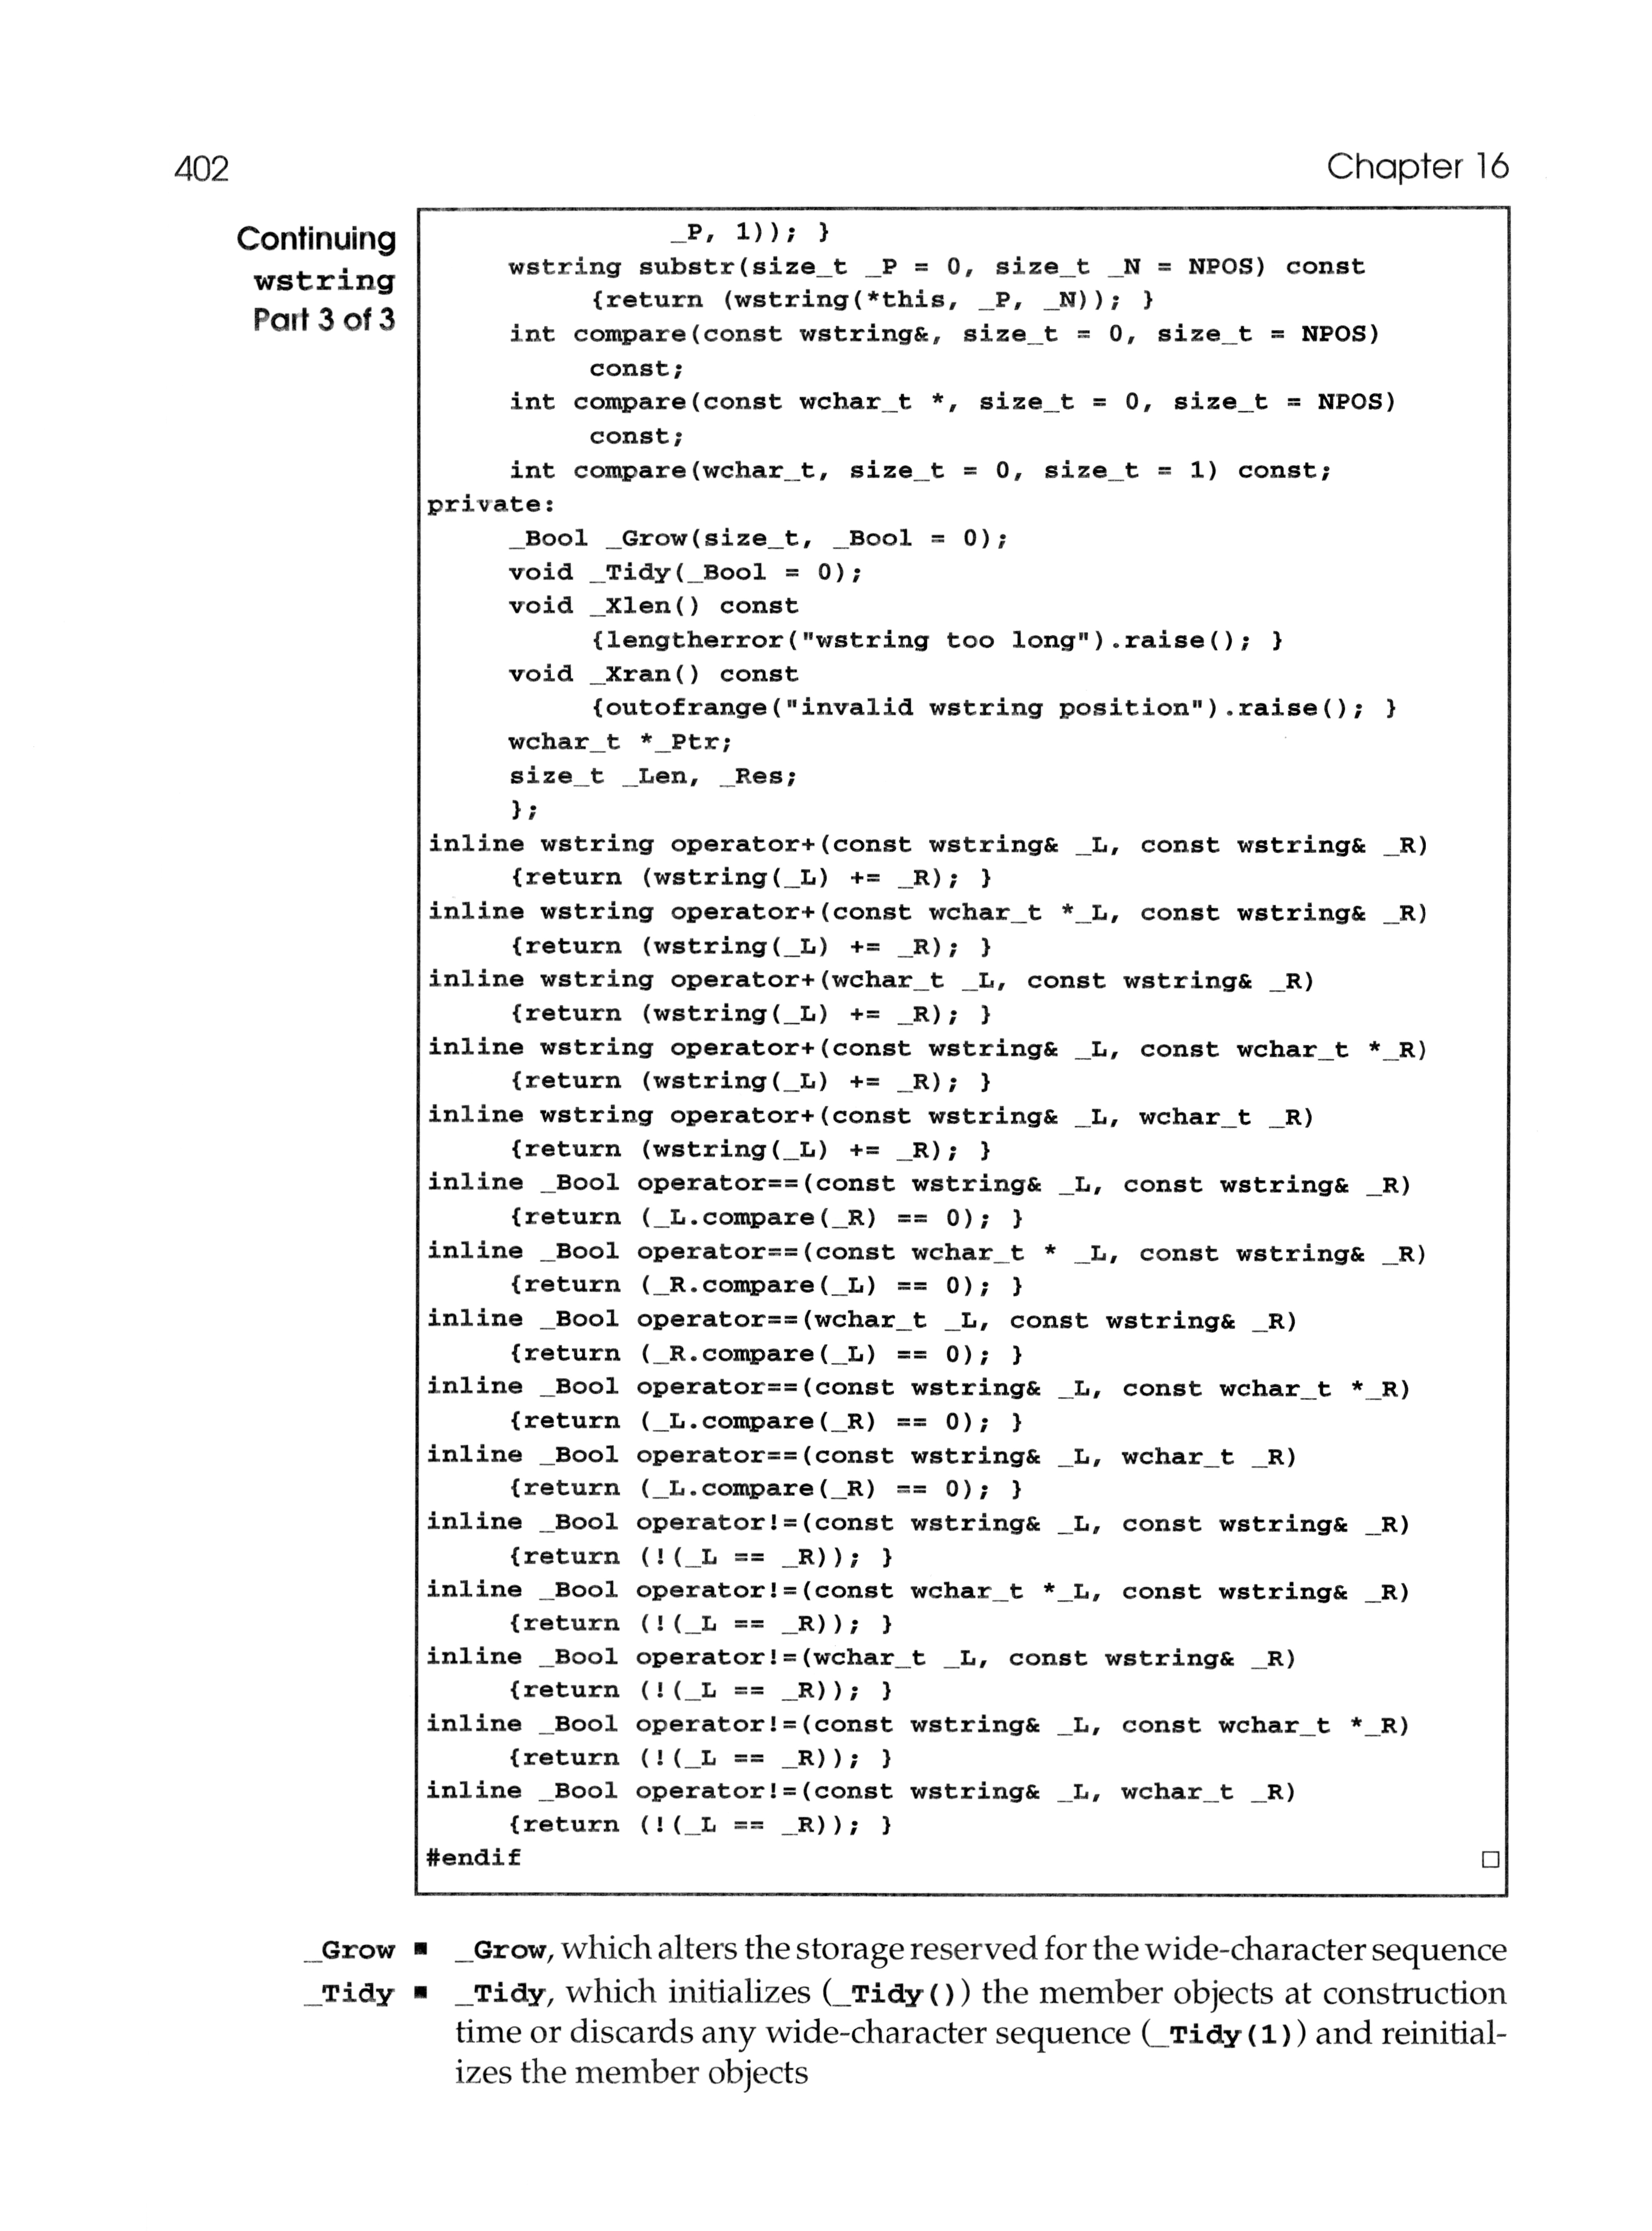 402
Chapter 16
Continuing
wstring
Part 3 of 3
_P, 1)); }
wstring substr(size_t _P = 0, size_t _N = NPOS) const
{return (wstring(*this, _P, _N)); }
int compare(const wstring&, size_t = 0, size_t = NPOS)
const;
int compare(const wchar_t *, size_t = 0, size_t = NPOS)
const;
int compare(wchar_t, size_t = 0, size_t = 1) const;
private:
_Bool _Grow(size_t, _Bool = 0);
void _Tidy(_Bool = 0);
void _Xlen() const
{lengtherror("wstring too long").raise(); }
void _Xran() const
{outofrange("invalid wstring position").raise(); }
wchar_t *_Ptr;
size_t _Len, _Res;
};
inline wstring operator+(const wstring& _L, const wstring& _R)
{return (wstring(_L) += _R); }
inline wstring operator+(const wchar_t *_L, const wstring& _R)
{return (wstring(_L) += _R); }
inline wstring operator+(wchar_t _L, const wstring& _R)
{return (wstring(_L) += _R); }
inline wstring operator+(const wstring& _L, const wchar_t *_R)
{return (wstring(_L) += _R); }
inline wstring operator+(const wstring& _L, wchar_t _R)
{return (wstring(_L) += _R); }
inline _Bool operator==(const wstring& _L, const wstring& _R)
{return (_L.compare(_R) == 0); }
inline _Bool operator==(const wchar_t * _L, const wstring& _R)
{return (_R.compare(_L) == 0); }
inline _Bool operator==(wchar_t _L, const wstring& _R)
{return (_R.compare(_L) == 0); }
inline _Bool operator==(const wstring& _L, const wchar_t *_R)
{return (_L.compare(_R) == 0); }
inline _Bool operator==(const wstring& _L, wchar_t _R)
{return (_L.compare(_R) == 0); }
inline _Bool operator!=(const wstring& _L, const wstring& _R)
{return (!(_L == _R)); }
inline _Bool operator!=(const wchar_t *_L, const wstring& _R)
{return (!(_L == _R)); }
inline _Bool operator!=(wchar_t _L, const wstring& _R)
{return (!(_L == _R)); }
inline _Bool operator!=(const wstring& _L, const wchar_t *_R)
{return (!(_L == _R)); }
inline _Bool operator!=(const wstring& _L, wchar_t _R)
{return (!(_L == _R)); }
#endif □
_Grow ■ _Grow, which alters the storage reserved for the wide-character sequence
_Tidy ■ _Tidy, which initializes (_Tidy()) the member objects at construction
time or discards any wide-character sequence (_Tidy(1)) and reinitial-
izes the member objects